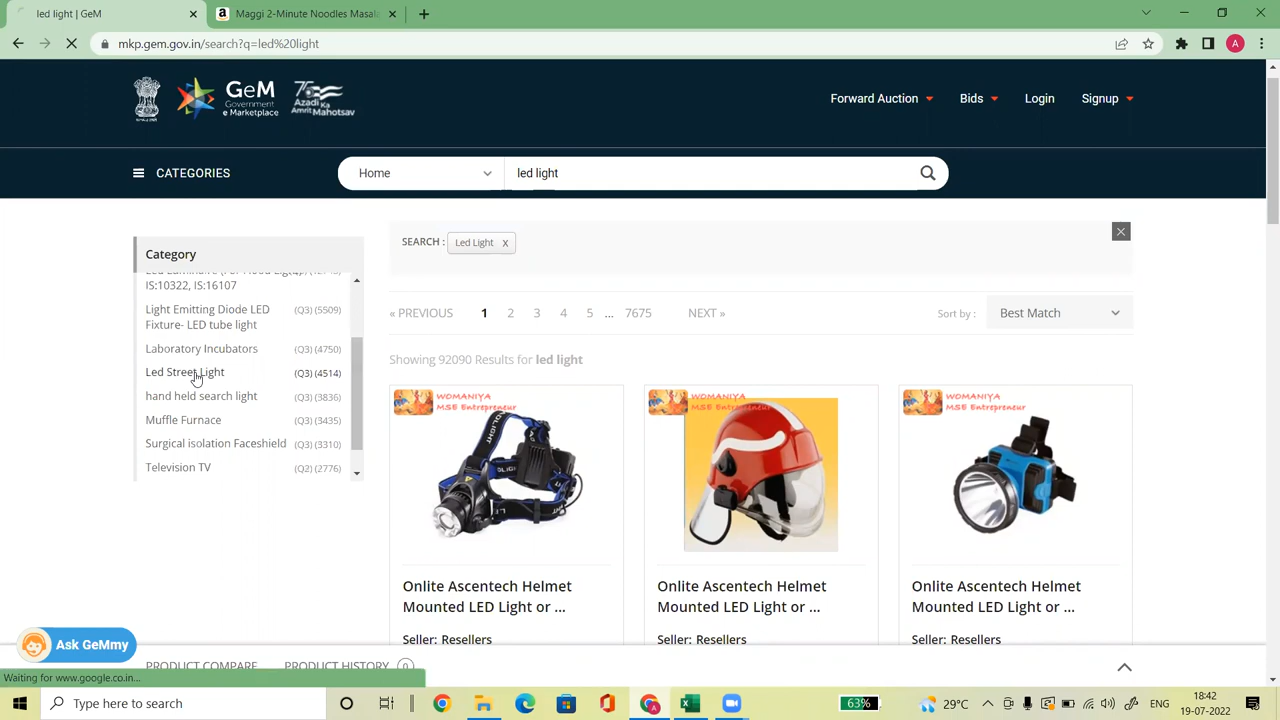 led light | GeM
Maggi 2-Minute Noodles Masala
mkp.gem.gov.in/search?q=led%20light
A
GeM
Government
e Marketplace
75
Azadi Ka
Amrit Mahotsav
Forward Auction
Bids
Login
Signup
CATEGORIES
Home
led light
Category
IS:10322, IS:16107
Light Emitting Diode LED (Q3) (5509)
Fixture- LED tube light
Laboratory Incubators (Q3) (4750)
Led Street Light (Q3) (4514)
hand held search light (Q3) (3836)
Muffle Furnace (Q3) (3435)
Surgical isolation Faceshield (Q3) (3310)
Television TV (Q2) (2776)
SEARCH : Led Light x
« PREVIOUS 1 2 3 4 5 ... 7675 NEXT »
Sort by : Best Match
Showing 92090 Results for led light
WOMANIYA
MSE Entrepreneur
WOMANIYA
MSE Entrepreneur
WOMANIYA
MSE Entrepreneur
Onlite Ascentech Helmet
Mounted LED Light or ...
Seller: Resellers
Onlite Ascentech Helmet
Mounted LED Light or ...
Seller: Resellers
Onlite Ascentech Helmet
Mounted LED Light or ...
Seller: Resellers
Ask GeMmy
PRODUCT COMPARE PRODUCT HISTORY 0
Waiting for www.google.co.in...
Type here to search
63%
29°C
ENG
18:42
19-07-2022